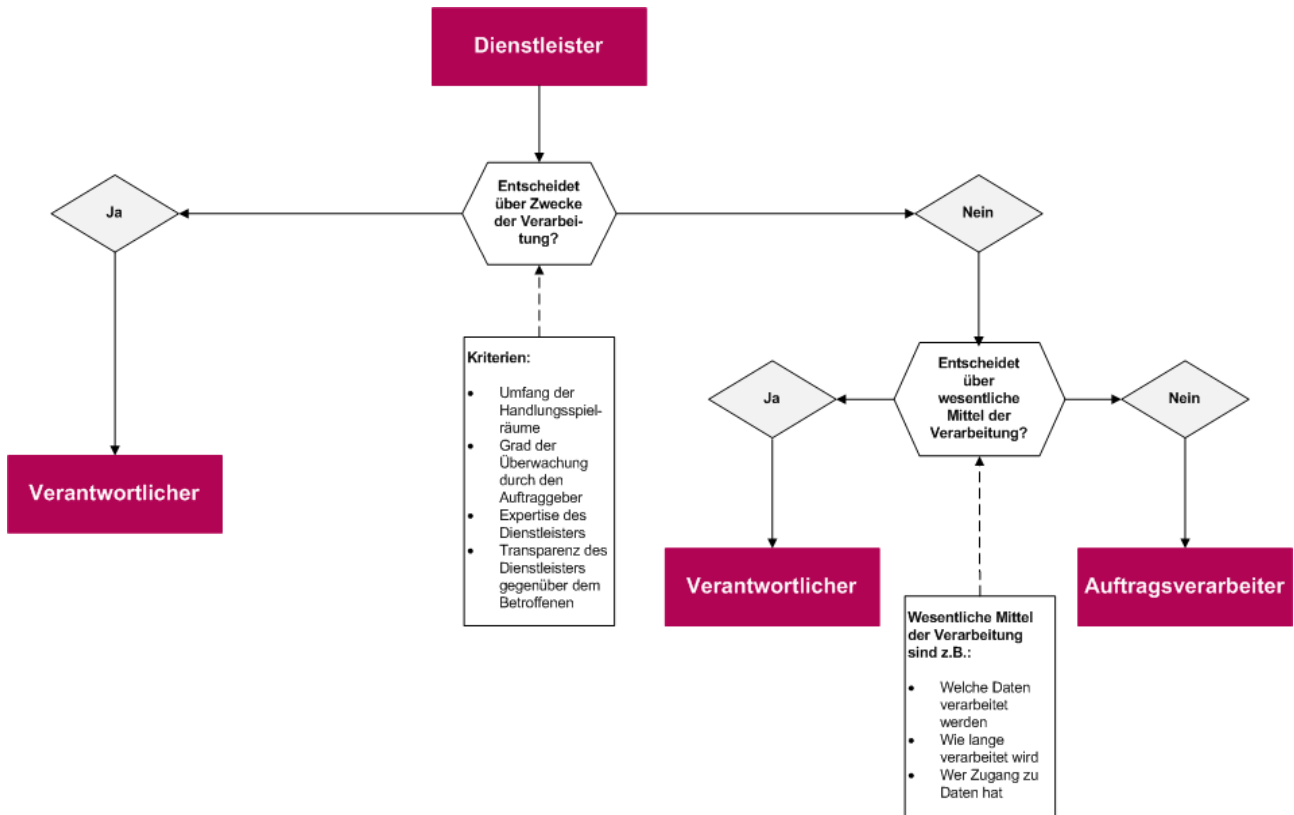 Dienstleister
Entscheidet
über Zwecke
der Verarbei-
tung?
Ja
Nein
Kriterien:
• Umfang der
Handlungsspiel-
räume
• Grad der
Überwachung
durch den
Auftraggeber
• Expertise des
Dienstleisters
• Transparenz des
Dienstleisters
gegenüber dem
Betroffenen
Verantwortlicher
Entscheidet
über
wesentliche
Mittel der
Verarbeitung?
Ja
Nein
Verantwortlicher
Auftragsverarbeiter
Wesentliche Mittel
der Verarbeitung
sind z.B.:
• Welche Daten
verarbeitet
werden
• Wie lange
verarbeitet wird
• Wer Zugang zu
Daten hat